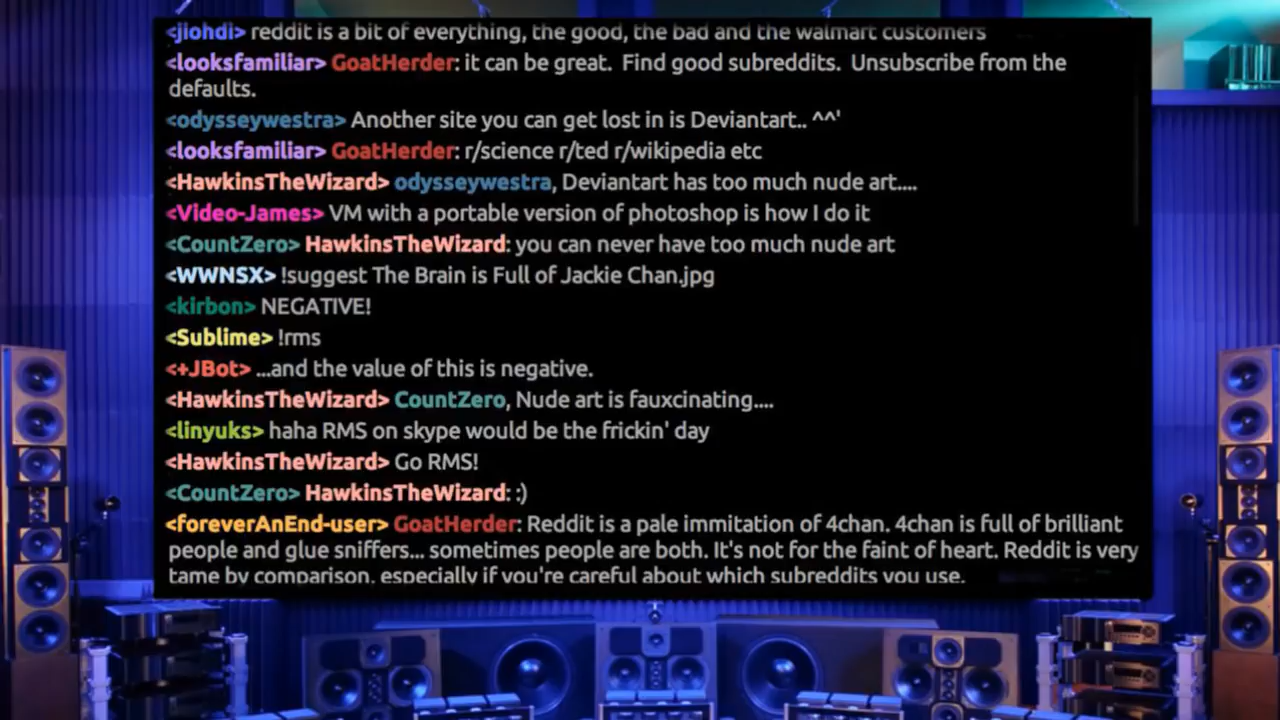 <jiohdi> reddit is a bit of everything, the good, the bad and the walmart customers
<looksfamiliar> GoatHerder: it can be great.  Find good subreddits.  Unsubscribe from the
defaults.
<odysseywestra> Another site you can get lost in is Deviantart.. ^^'
<looksfamiliar> GoatHerder: r/science r/ted r/wikipedia etc
<HawkinsTheWizard> odysseywestra, Deviantart has too much nude art....
<Video-James> VM with a portable version of photoshop is how I do it
<CountZero> HawkinsTheWizard: you can never have too much nude art
<WWNSX> !suggest The Brain is Full of Jackie Chan.jpg
<kirbon> NEGATIVE!
<Sublime> !rms
<+JBot> ...and the value of this is negative.
<HawkinsTheWizard> CountZero, Nude art is fauxcinating....
<linyuks> haha RMS on skype would be the frickin' day
<HawkinsTheWizard> Go RMS!
<CountZero> HawkinsTheWizard: :)
<foreverAnEnd-user> GoatHerder: Reddit is a pale immitation of 4chan. 4chan is full of brilliant
people and glue sniffers... sometimes people are both. It's not for the faint of heart. Reddit is very
tame by comparison, especially if you're careful about which subreddits you use.